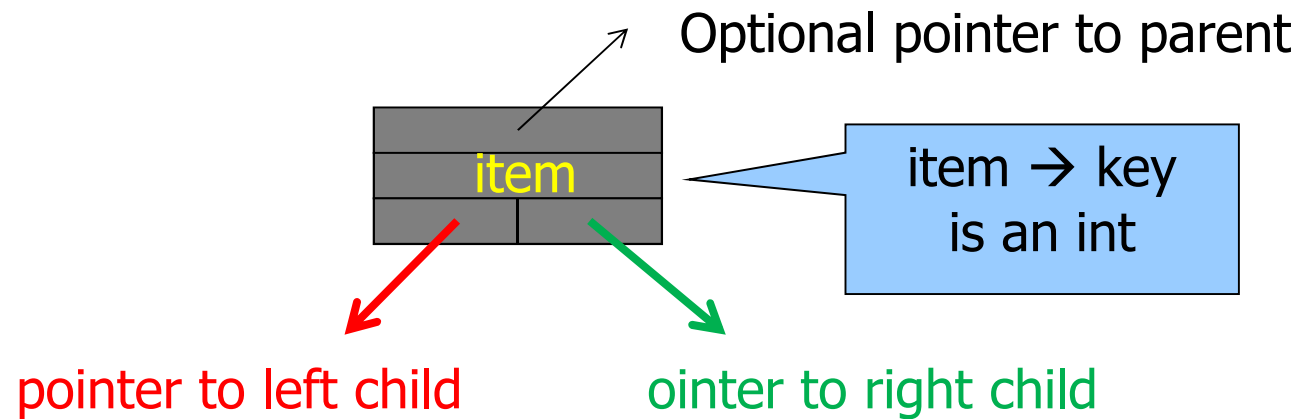 Optional pointer to parent
item
item → key
is an int
pointer to left child
ointer to right child